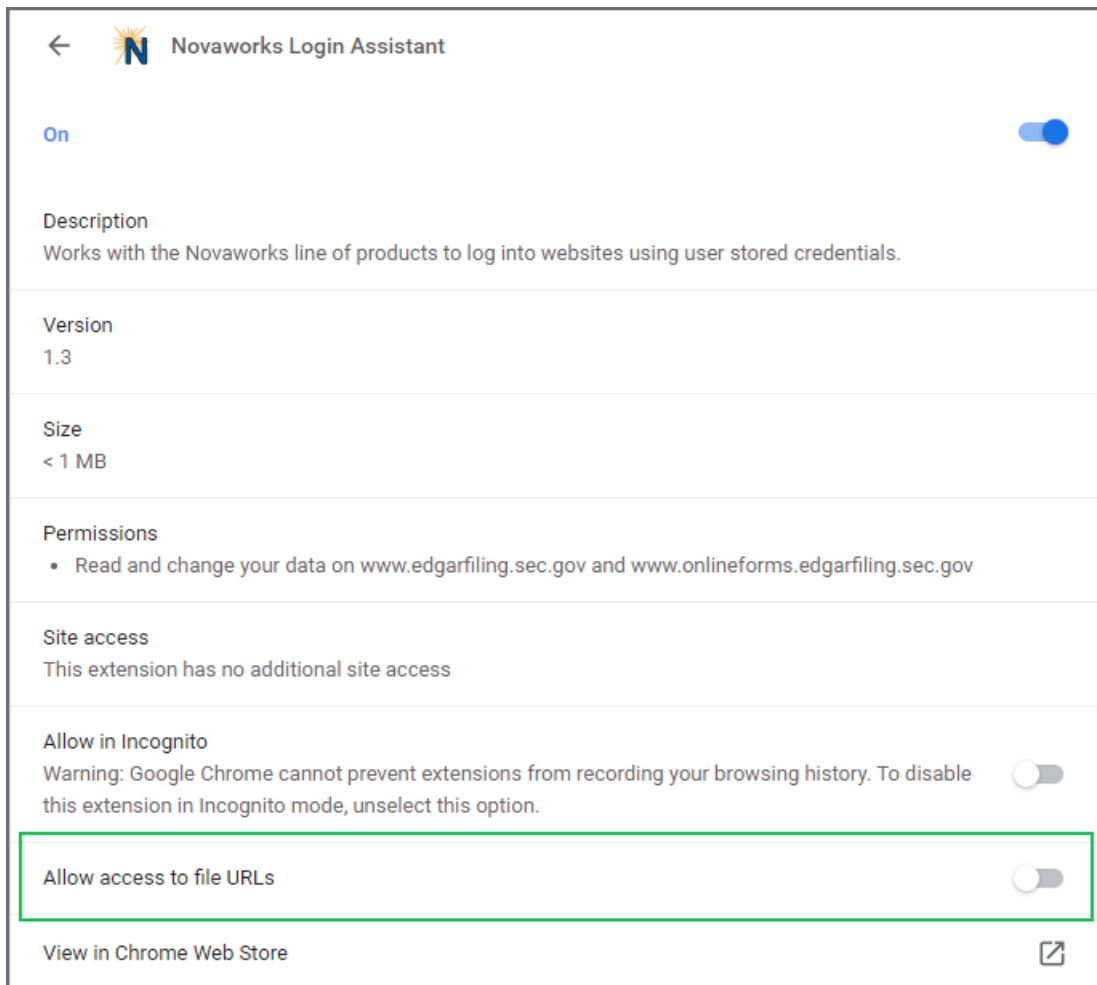 Novaworks Login Assistant
On
Description
Works with the Novaworks line of products to log into websites using user stored credentials.
Version
1.3
Size
< 1 MB
Permissions
• Read and change your data on www.edgarfiling.sec.gov and www.onlineforms.edgarfiling.sec.gov
Site access
This extension has no additional site access
Allow in Incognito
Warning: Google Chrome cannot prevent extensions from recording your browsing history. To disable
this extension in Incognito mode, unselect this option.
Allow access to file URLs
View in Chrome Web Store